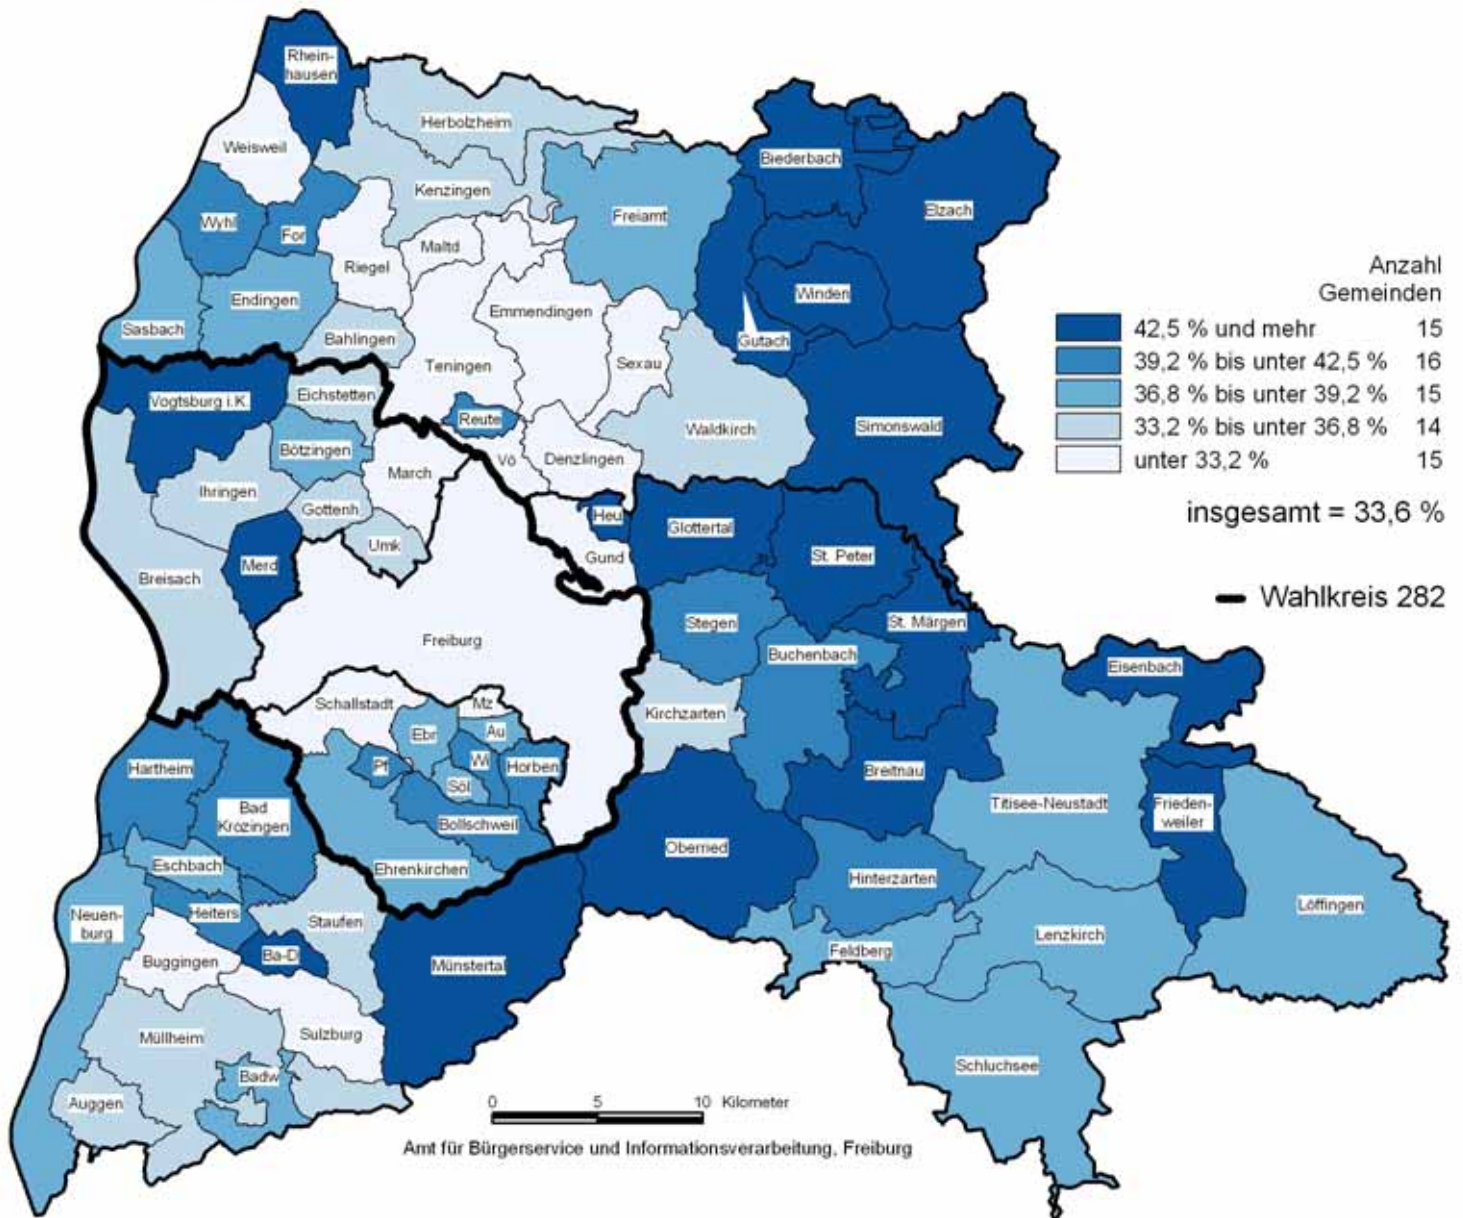 Rhein-
hausen
Herbolzheim
Weisweil
Biederbach
Kenzingen
Elzach
Freiamt
Wyhl
For
Maltd
Riegel
Winden
Endingen
Emmendingen
Sasbach
Bahlingen
Gutach
Sexau
Teningen
Eichstetten
Vogtsburg i.K.
Reute
Waldkirch
Simonswald
Bötzingen
Vö
Denzlingen
March
Ihringen
Gottenh
Heu
Glottertal
Umk
Gund
St. Peter
Merd
Breisach
Stegen
St. Märgen
Freiburg
Buchenbach
Eisenbach
Schallstadt
Mz
Kirchzarten
Ebr
Au
Wi
Pf
Horben
Hartheim
Breitnau
Söl
Titisee-Neustadt
Frieden-
weiler
Bad
Krozingen
Bollschweil
Oberried
Eschbach
Ehrenkirchen
Hinterzarten
Löffingen
Neuen-
burg
Heiters
Staufen
Lenzkirch
Feldberg
Ba-D
Buggingen
Münstertal
Müllheim
Sulzburg
Schluchsee
Badw
Auggen
Anzahl
Gemeinden
42,5 % und mehr 15
39,2 % bis unter 42,5 % 16
36,8 % bis unter 39,2 % 15
33,2 % bis unter 36,8 % 14
unter 33,2 % 15
insgesamt = 33,6 %
Wahlkreis 282
0 5 10 Kilometer
Amt für Bürgerservice und Informationsverarbeitung, Freiburg